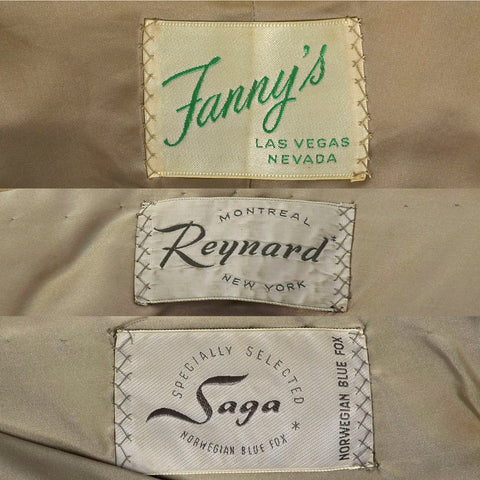 Fanny's
LAS VEGAS
NEVADA
MONTREAL
Reynard*
NEW YORK
SPECIALLY SELECTED
Saga*
NORWEGIAN BLUE FOX
NORWEGIAN BLUE FOX